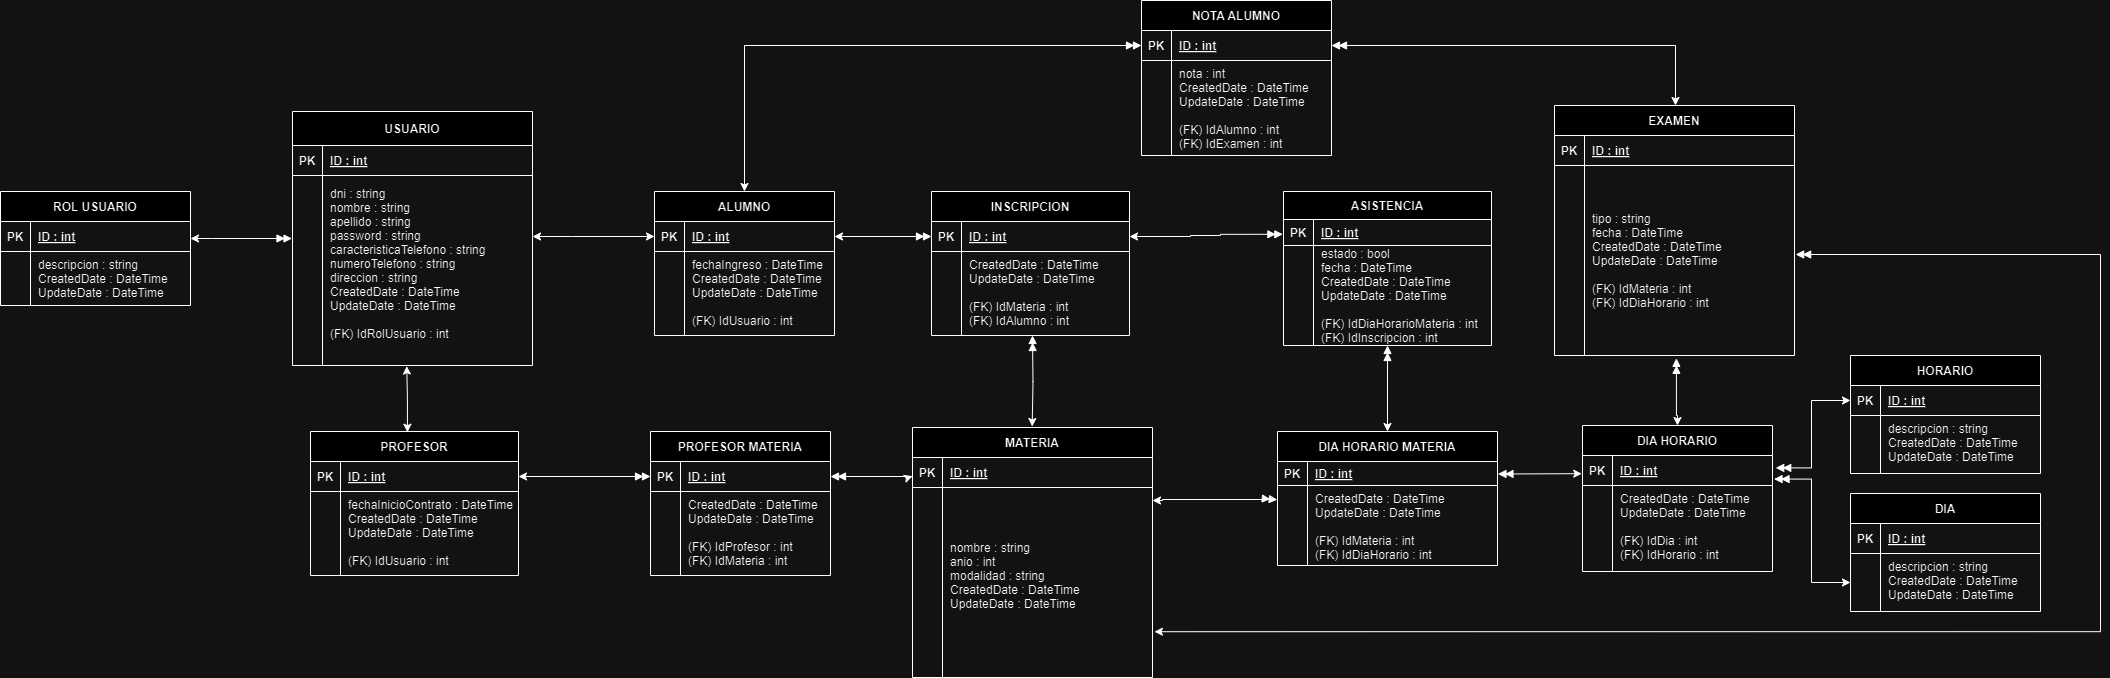 NOTA ALUMNO
PK
ID : int
nota : int
CreatedDate : DateTime
UpdateDate : DateTime
(FK) IdAlumno : int
(FK) IdExamen : int
EXAMEN
PK
ID : int
tipo : string
fecha : DateTime
CreatedDate : DateTime
UpdateDate : DateTime
(FK) IdMateria : int
(FK) IdDiaHorario : int
USUARIO
PK
ID : int
dni : string
nombre : string
apellido : string
password : string
caracteristicaTelefono : string
numeroTelefono : string
direccion : string
CreatedDate : DateTime
UpdateDate : DateTime
(FK) IdRolUsuario : int
ROL USUARIO
PK
ID : int
descripcion : string
CreatedDate : DateTime
UpdateDate : DateTime
ALUMNO
PK
ID : int
fechaIngreso : DateTime
CreatedDate : DateTime
UpdateDate : DateTime
(FK) IdUsuario : int
INSCRIPCION
PK
ID : int
CreatedDate : DateTime
UpdateDate : DateTime
(FK) IdMateria : int
(FK) IdAlumno : int
ASISTENCIA
PK
ID : int
estado : bool
fecha : DateTime
CreatedDate : DateTime
UpdateDate : DateTime
(FK) IdDiaHorarioMateria : int
(FK) IdInscripcion : int
HORARIO
PK
ID : int
descripcion : string
CreatedDate : DateTime
UpdateDate : DateTime
PROFESOR
PK
ID : int
fechaInicioContrato : DateTime
CreatedDate : DateTime
UpdateDate : DateTime
(FK) IdUsuario : int
PROFESOR MATERIA
PK
ID : int
CreatedDate : DateTime
UpdateDate : DateTime
(FK) IdProfesor : int
(FK) IdMateria : int
MATERIA
PK
ID : int
nombre : string
anio : int
modalidad : string
CreatedDate : DateTime
UpdateDate : DateTime
DIA HORARIO MATERIA
PK
ID : int
CreatedDate : DateTime
UpdateDate : DateTime
(FK) IdMateria : int
(FK) IdDiaHorario : int
DIA HORARIO
PK
ID : int
CreatedDate : DateTime
UpdateDate : DateTime
(FK) IdDia : int
(FK) IdHorario : int
DIA
PK
ID : int
descripcion : string
CreatedDate : DateTime
UpdateDate : DateTime